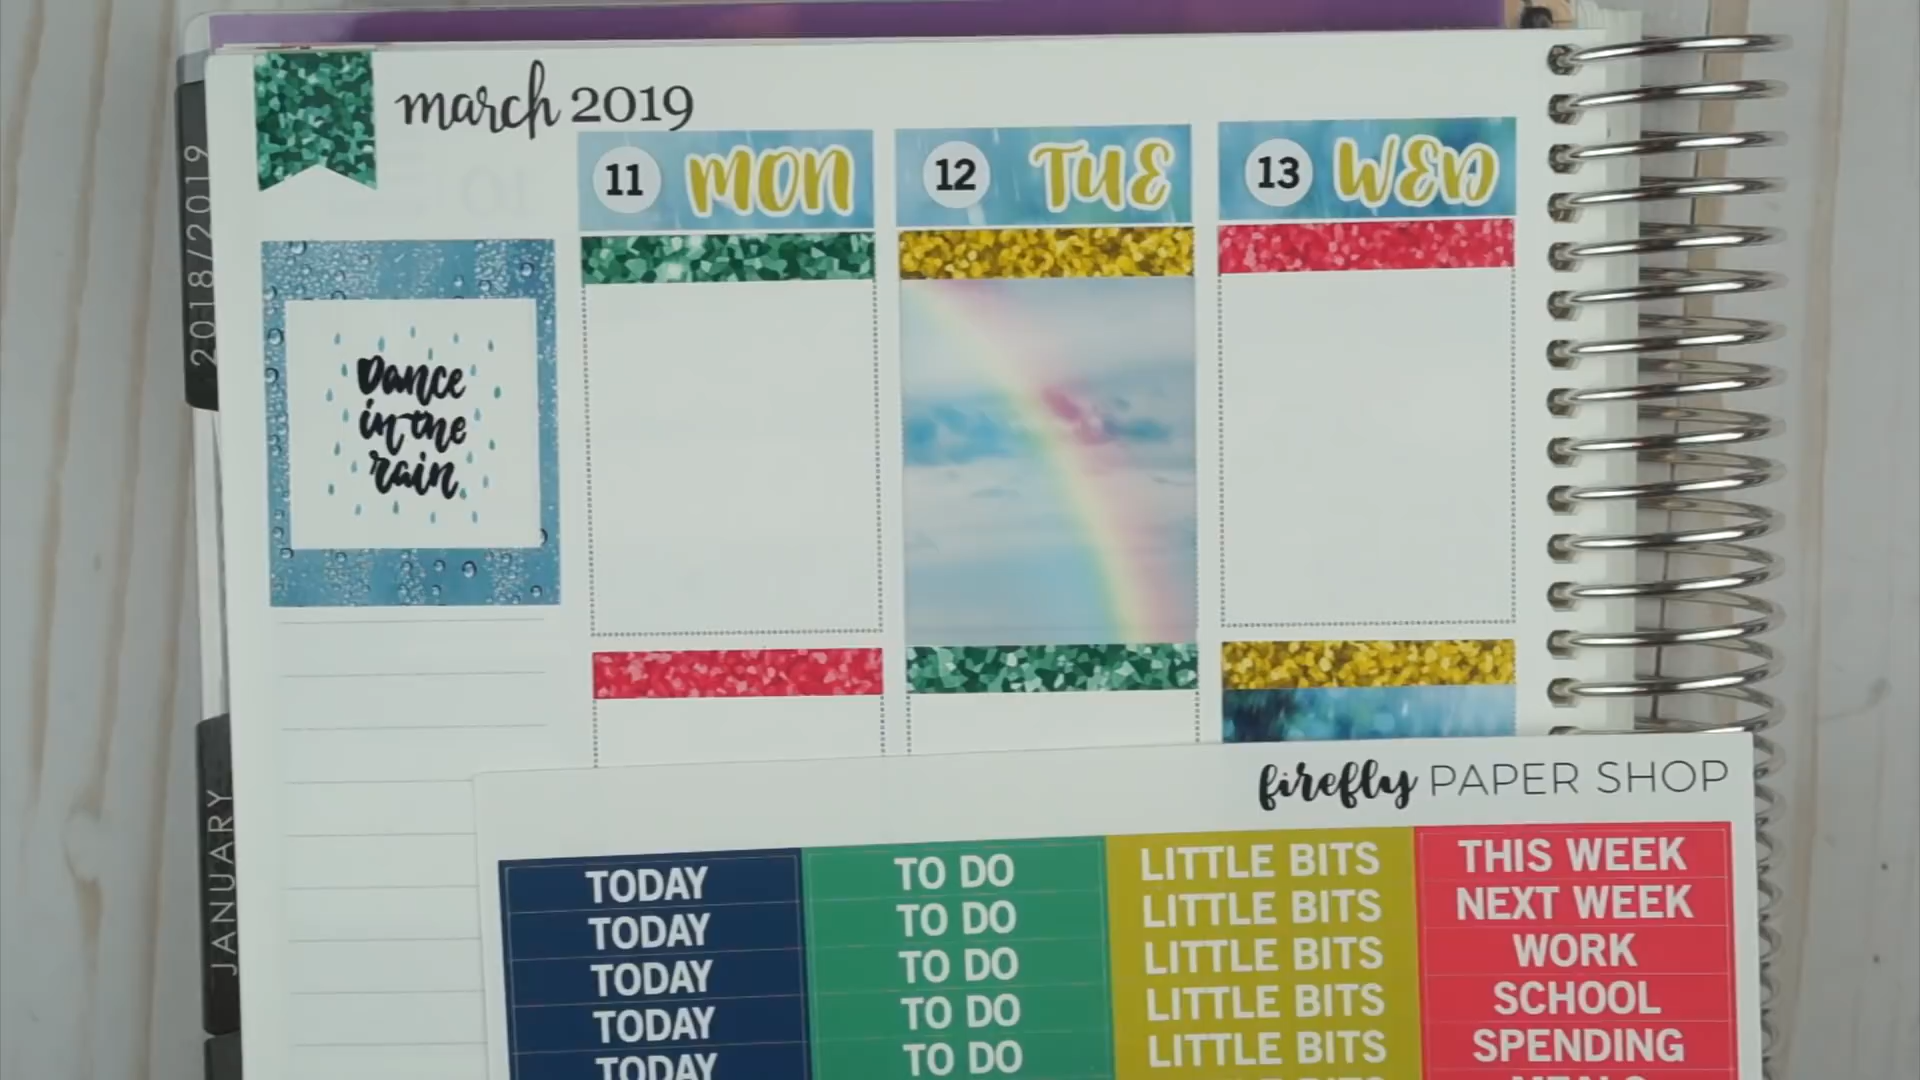 march 2019
11 MON
12 TUE
13 WED
2018/2019
Dance
in the
rain
JANUARY
firefly PAPER SHOP
TODAY
TODAY
TODAY
TODAY
TODAY
TO DO
TO DO
TO DO
TO DO
TO DO
LITTLE BITS
LITTLE BITS
LITTLE BITS
LITTLE BITS
LITTLE BITS
THIS WEEK
NEXT WEEK
WORK
SCHOOL
SPENDING